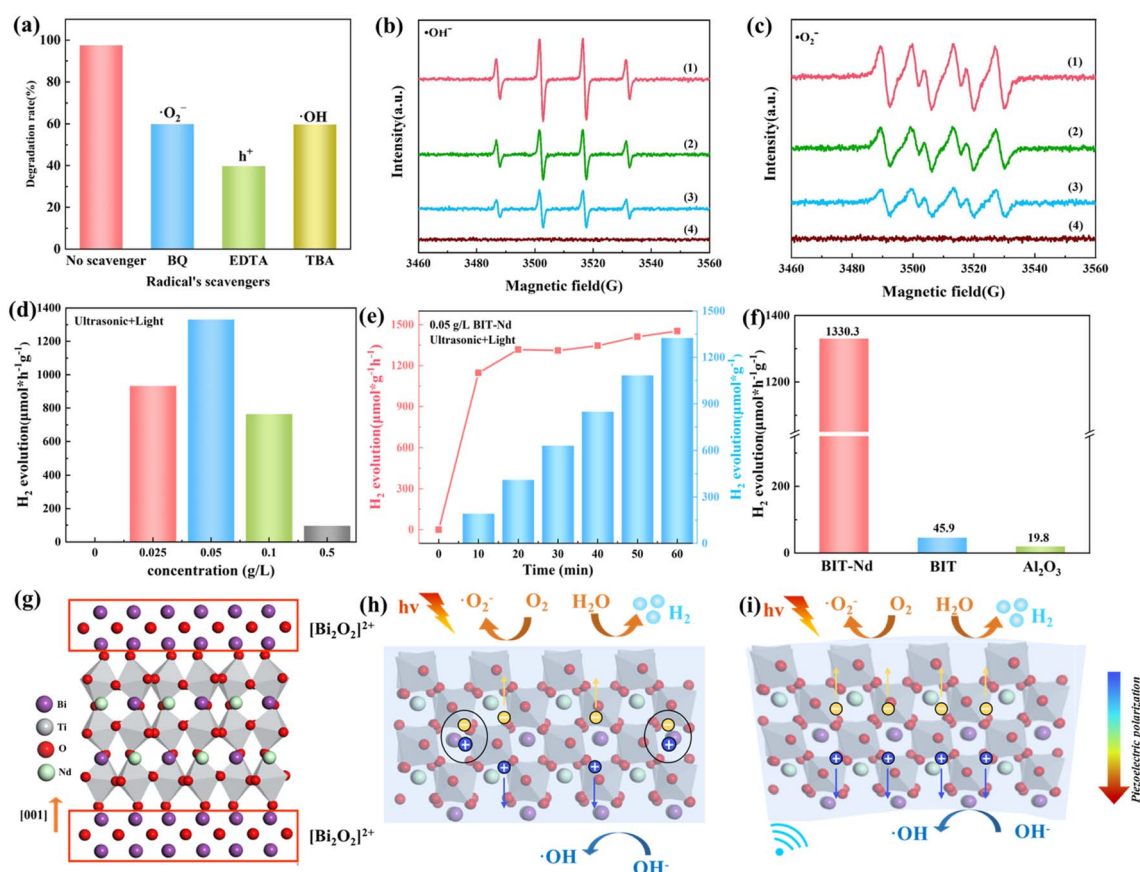 (a)
Degradation rate(%)
100
80
60
40
20
0
·O₂⁻
h⁺
·OH
No scavenger BQ EDTA TBA
Radical's scavengers
(b)
•OH⁻
Intensity(a.u.)
(1)
(2)
(3)
(4)
3460 3480 3500 3520 3540 3560
Magnetic field(G)
(c)
•O₂⁻
Intensity(a.u.)
(1)
(2)
(3)
(4)
3460 3480 3500 3520 3540 3560
Magnetic field(G)
(d)
Ultrasonic+Light
H₂ evolution(μmol*h⁻¹g⁻¹)
1400
1200
1000
800
600
400
200
0
0 0.025 0.05 0.1 0.5
concentration (g/L)
(e)
0.05 g/L BIT-Nd
Ultrasonic+Light
H₂ evolution(μmol*g⁻¹h⁻¹)
1500
1200
900
600
300
0
0 10 20 30 40 50 60
Time (min)
1500
1350
1200
1050
900
750
600
450
300
150
0
H₂ evolution(μmol*g⁻¹)
(f)
H₂ evolution(μmol*h⁻¹g⁻¹)
1400
1200
200
0
1330.3
45.9
19.8
BIT-Nd BIT Al₂O₃
(g)
[Bi₂O₂]²⁺
Bi
Ti
O
Nd
[001]
[Bi₂O₂]²⁺
(h)
hv
·O₂⁻ O₂ H₂O H₂
·OH OH⁻
(i)
hv
·O₂⁻ O₂ H₂O H₂
Piezoelectric polarization
·OH OH⁻